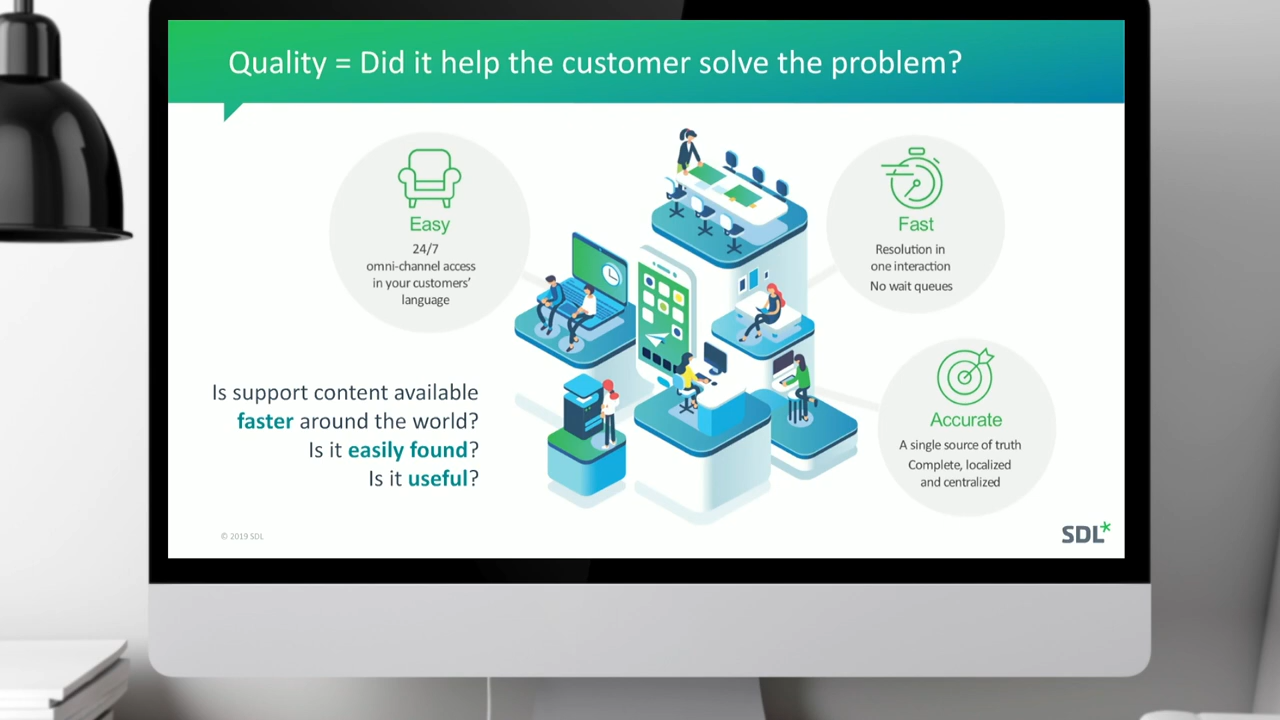 Quality = Did it help the customer solve the problem?
Easy
24/7
omni-channel access
in your customers'
language
Fast
Resolution in
one interaction
No wait queues
Is support content available
faster around the world?
Is it easily found?
Is it useful?
Accurate
A single source of truth
Complete, localized
and centralized
© 2019 SDL
SDL*